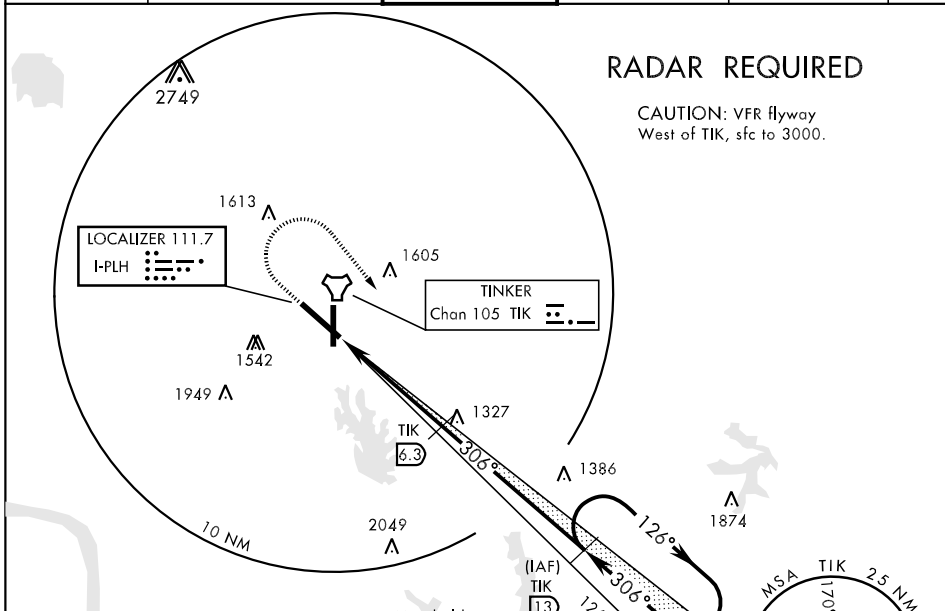 RADAR REQUIRED
CAUTION: VFR flyway
West of TIK, sfc to 3000.
2749
1613
LOCALIZER 111.7
I-PLH
1605
TINKER
Chan 105 TIK
1542
1949
1327
TIK
6.3
306°
1386
1874
126°
2049
10 NM
(IAF)
TIK
13
306°
MSA TIK 25 NM